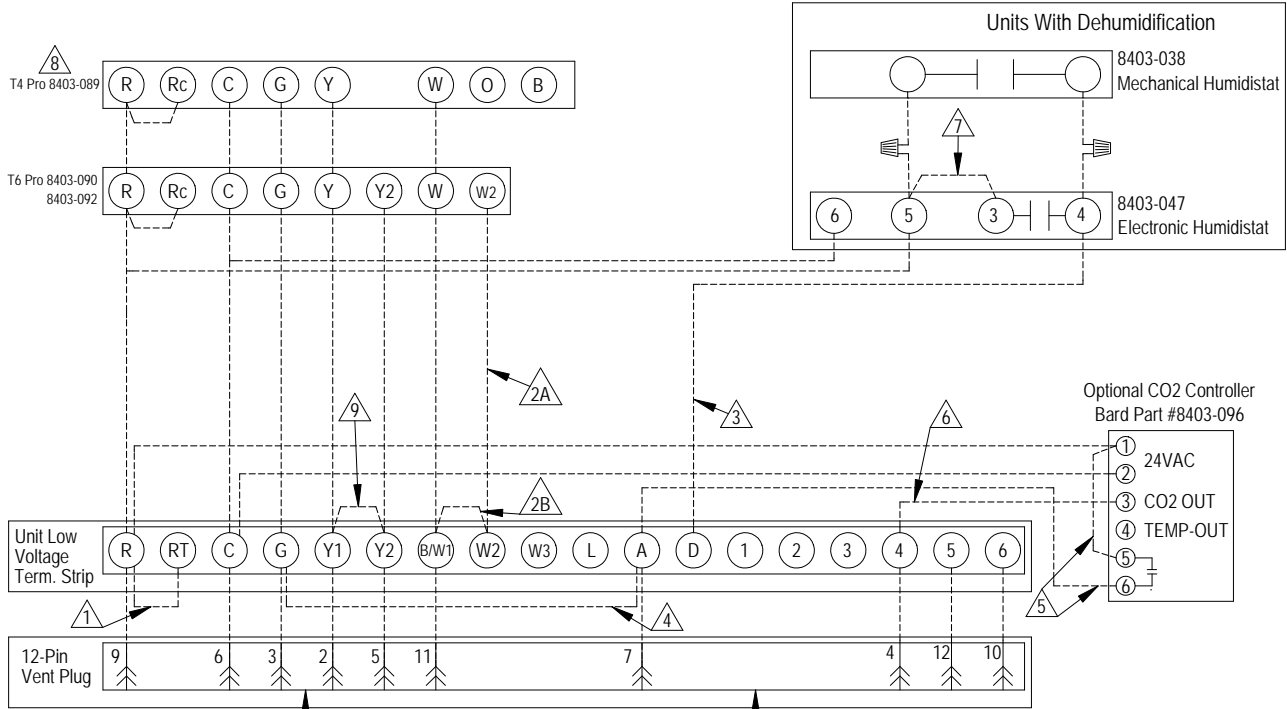 Units With Dehumidification
8
T4 Pro 8403-089
R Rc C G Y W O B
8403-038
Mechanical Humidistat
7
T6 Pro 8403-090
8403-092
R Rc C G Y Y2 W W2
6 5 3 4
8403-047
Electronic Humidistat
2A
9
3
6
2B
Optional CO2 Controller
Bard Part #8403-096
1
24VAC
2
3 CO2 OUT
4 TEMP-OUT
5
6
5
Unit Low
Voltage
Term. Strip
R RT C G Y1 Y2 B/W1 W2 W3 L A D 1 2 3 4 5 6
1
4
12-Pin
Vent Plug
9 6 3 2 5 11 7 4 12 10